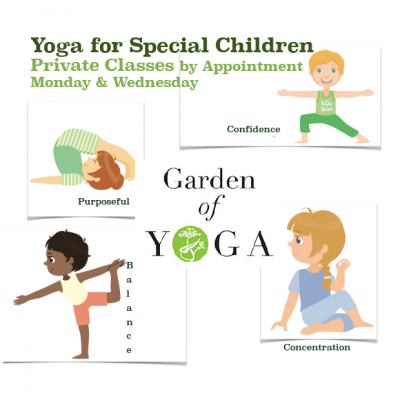 Yoga for Special Children
Private Classes by Appointment
Monday & Wednesday
Confidence
Purposeful
Garden
of
YOGA
Balance
Concentration